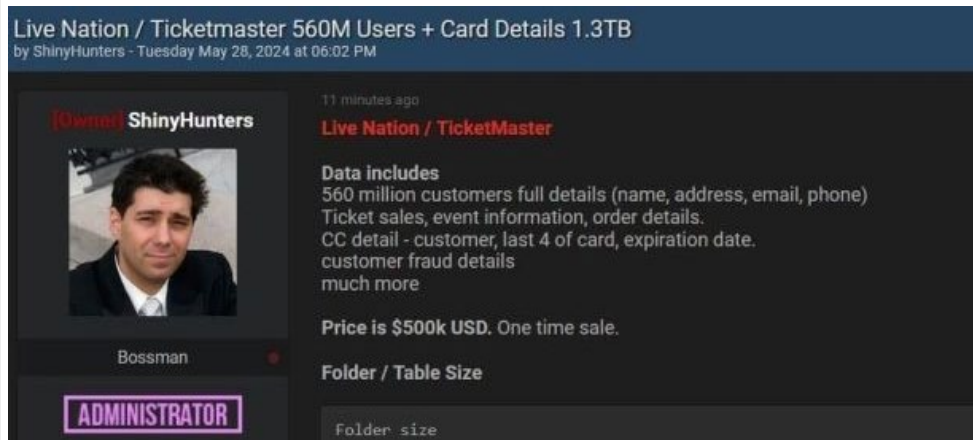 Live Nation / Ticketmaster 560M Users + Card Details 1.3TB
by ShinyHunters - Tuesday May 28, 2024 at 06:02 PM
[Owner] ShinyHunters
Bossman
ADMINISTRATOR
11 minutes ago
Live Nation / TicketMaster
Data includes
560 million customers full details (name, address, email, phone)
Ticket sales, event information, order details.
CC detail - customer, last 4 of card, expiration date.
customer fraud details
much more
Price is $500k USD. One time sale.
Folder / Table Size
Folder size